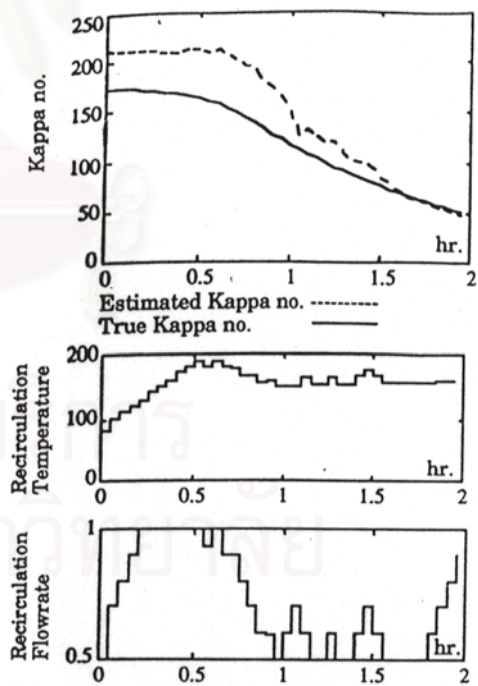 250
200
150
100
50
0
Kappa no.
hr.
0 0.5 1 1.5 2
Estimated Kappa no.
True Kappa no.
200
100
0
Recirculation
Temperature
hr.
0 0.5 1 1.5 2
1
0.5
Recirculation
Flowrate
hr.
0 0.5 1 1.5 2